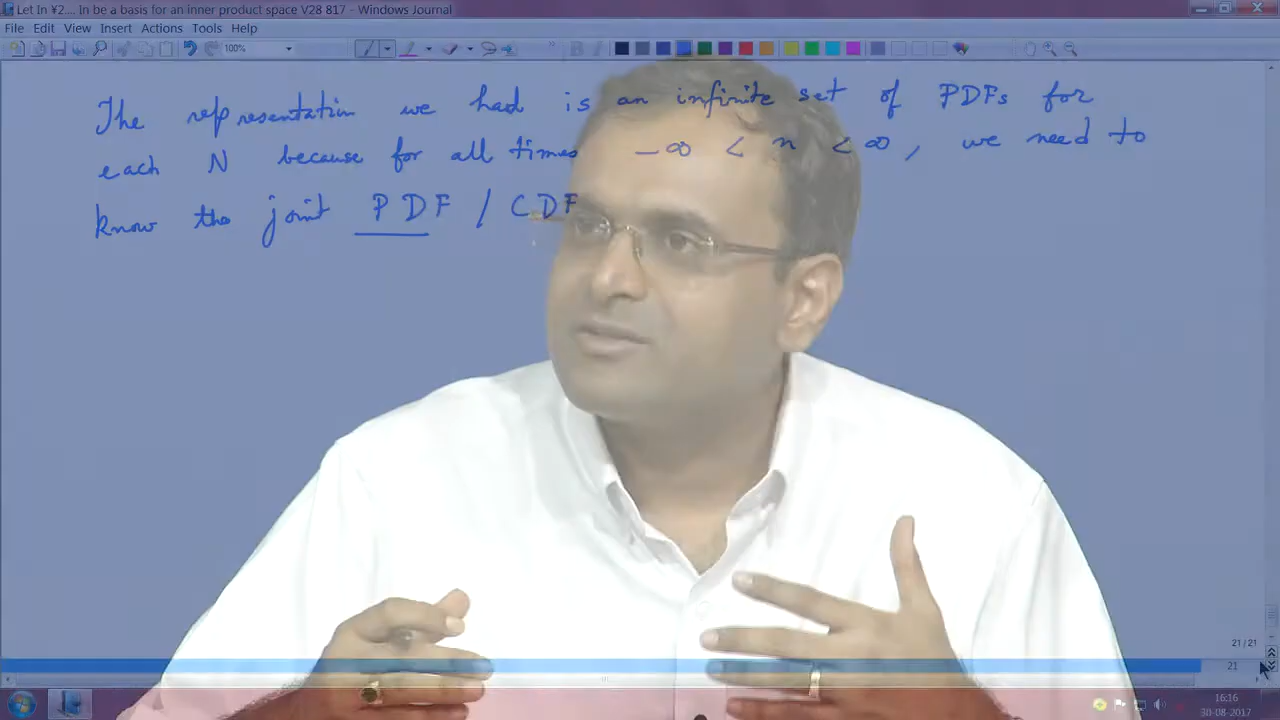 Let In ¥2.... In be a basis for an inner product space V28 817 - Windows Journal
File Edit View Insert Actions Tools Help
100%
The representation we had is an infinite set of PDFs for
each N because for all times -∞ < n < ∞, we need to
know the joint PDF / CDF
21 / 21
21
16:16
30-08-2017